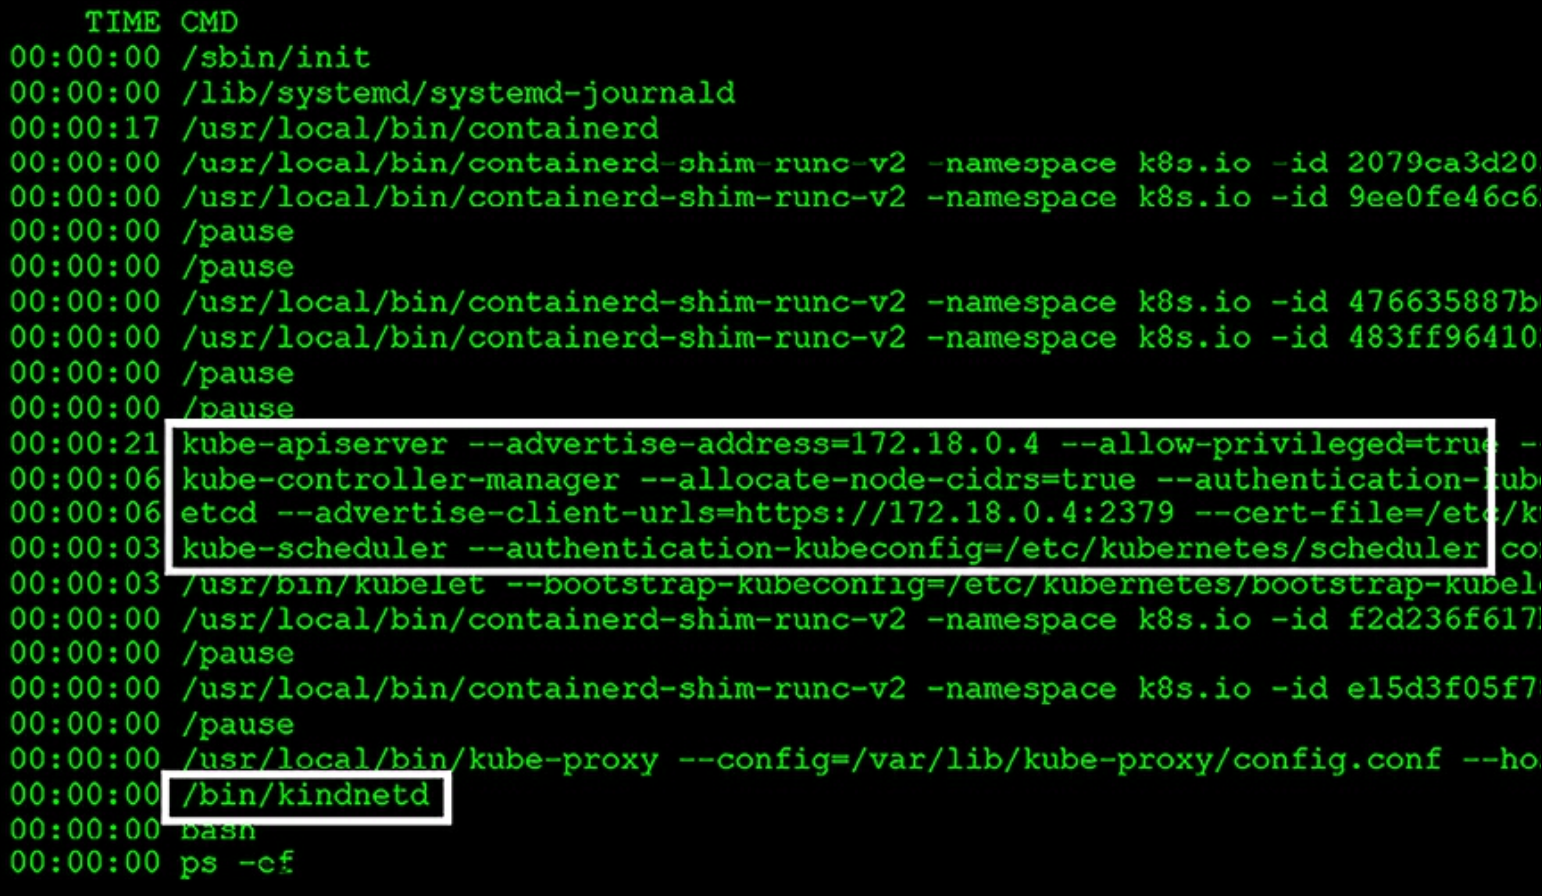 TIME CMD
00:00:00 /sbin/init
00:00:00 /lib/systemd/systemd-journald
00:00:17 /usr/local/bin/containerd
00:00:00 /usr/local/bin/containerd-shim-runc-v2 -namespace k8s.io -id 2079ca3d20
00:00:00 /usr/local/bin/containerd-shim-runc-v2 -namespace k8s.io -id 9ee0fe46c6
00:00:00 /pause
00:00:00 /pause
00:00:00 /usr/local/bin/containerd-shim-runc-v2 -namespace k8s.io -id 476635887b
00:00:00 /usr/local/bin/containerd-shim-runc-v2 -namespace k8s.io -id 483ff96410
00:00:00 /pause
00:00:00 /pause
00:00:21 kube-apiserver --advertise-address=172.18.0.4 --allow-privileged=true --
00:00:06 kube-controller-manager --allocate-node-cidrs=true --authentication-kube
00:00:06 etcd --advertise-client-urls=https://172.18.0.4:2379 --cert-file=/etc/k
00:00:03 kube-scheduler --authentication-kubeconfig=/etc/kubernetes/scheduler co
00:00:03 /usr/bin/kubelet --bootstrap-kubeconfig=/etc/kubernetes/bootstrap-kubel
00:00:00 /usr/local/bin/containerd-shim-runc-v2 -namespace k8s.io -id f2d236f617
00:00:00 /pause
00:00:00 /usr/local/bin/containerd-shim-runc-v2 -namespace k8s.io -id e15d3f05f7
00:00:00 /pause
00:00:00 /usr/local/bin/kube-proxy --config=/var/lib/kube-proxy/config.conf --ho
00:00:00 /bin/kindnetd
00:00:00 bash
00:00:00 ps -ef